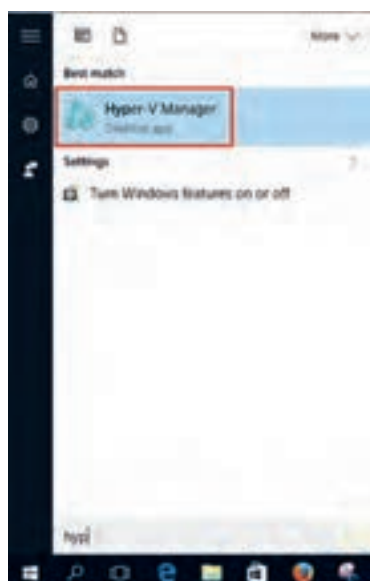 More
Best match
Hyper-V Manager
Desktop app
Settings
Turn Windows features on or off
hyp